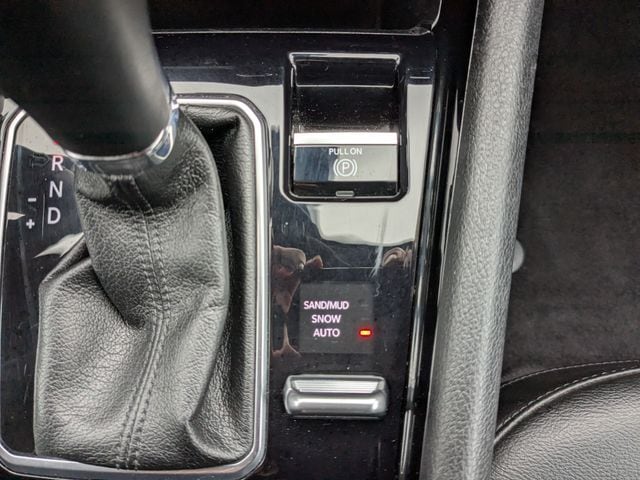 PULL ON
(P)
R
N
D
-
+
SAND/MUD
SNOW
AUTO